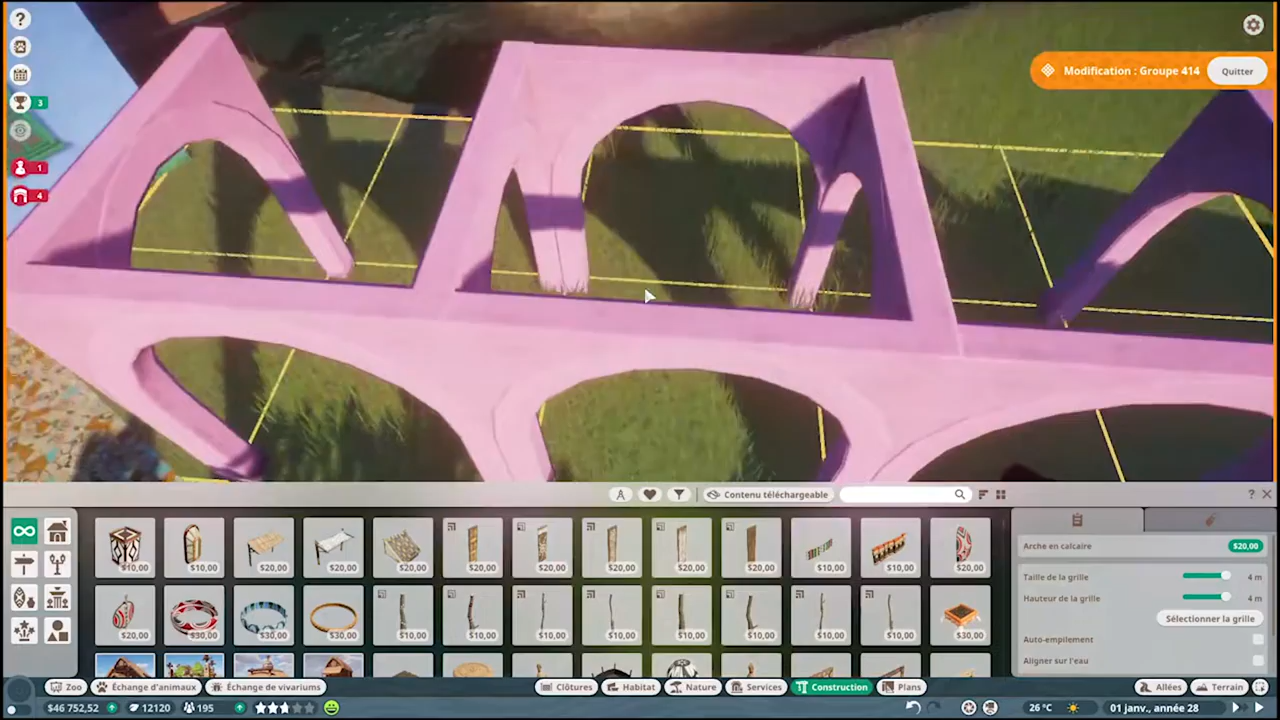 ?
3
1
4
Modification : Groupe 414
Quitter
Contenu téléchargeable
? ×
$10,00 $10,00 $20,00 $20,00 $20,00 $20,00 $20,00 $20,00 $20,00 $20,00 $10,00 $10,00 $20,00
$20,00 $30,00 $30,00 $30,00 $10,00 $10,00 $10,00 $10,00 $10,00 $10,00 $10,00 $10,00 $30,00
Arche en calcaire $20,00
Taille de la grille 4 m
Hauteur de la grille 4 m
Sélectionner la grille
Auto-empilement
Aligner sur l'eau
Zoo Échange d'animaux Échange de vivariums Clôtures Habitat Nature Services Construction Plans Allées Terrain
$46 752,52 12120 195 26 °C 01 janv., année 28